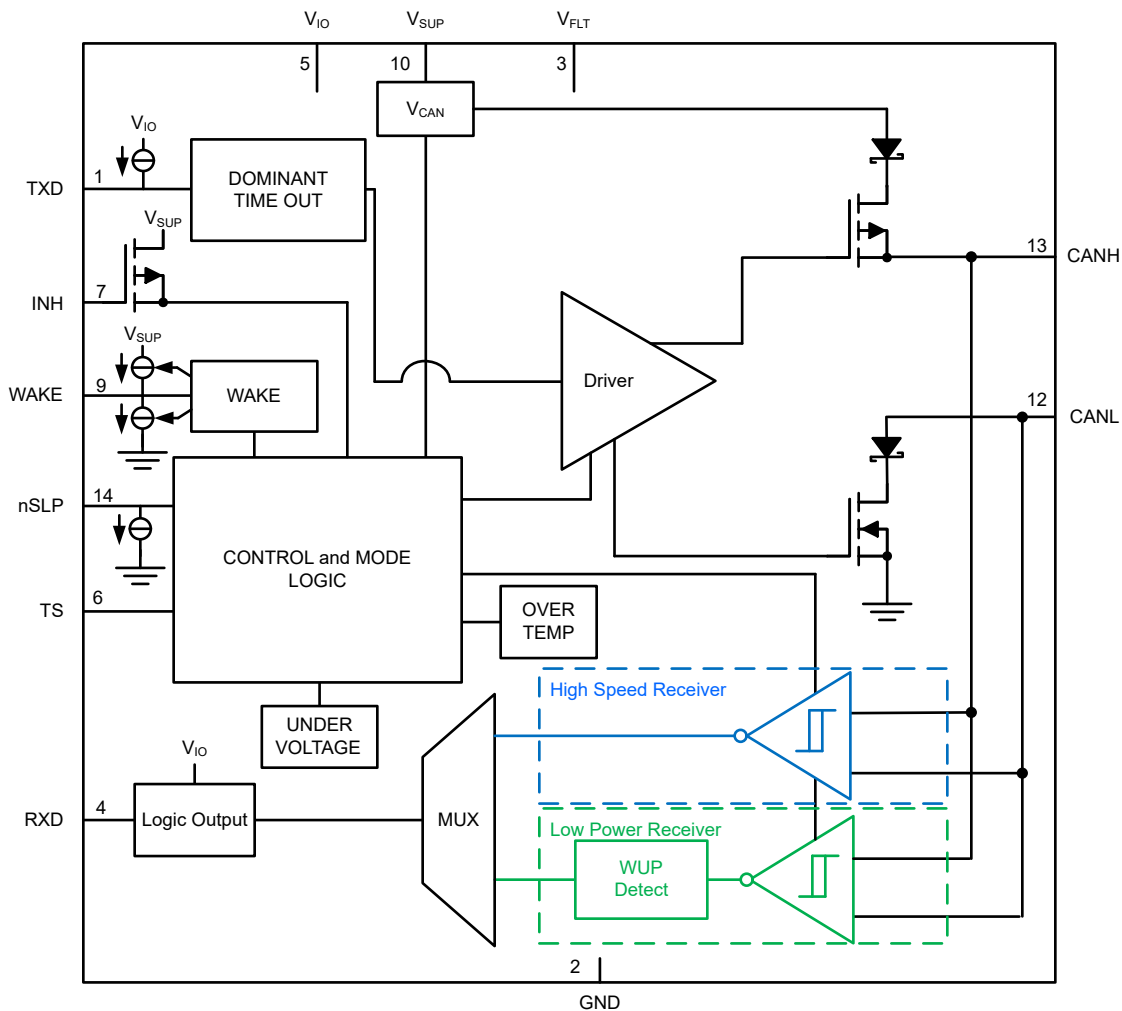 VIO
VSUP
VFLT
5
10
3
VCAN
VIO
TXD
1
DOMINANT
TIME OUT
VSUP
INH
7
13
CANH
VSUP
WAKE
9
WAKE
Driver
12
CANL
nSLP
14
CONTROL and MODE
LOGIC
TS
6
OVER
TEMP
High Speed Receiver
UNDER
VOLTAGE
VIO
RXD
4
Logic Output
MUX
Low Power Receiver
WUP
Detect
2
GND